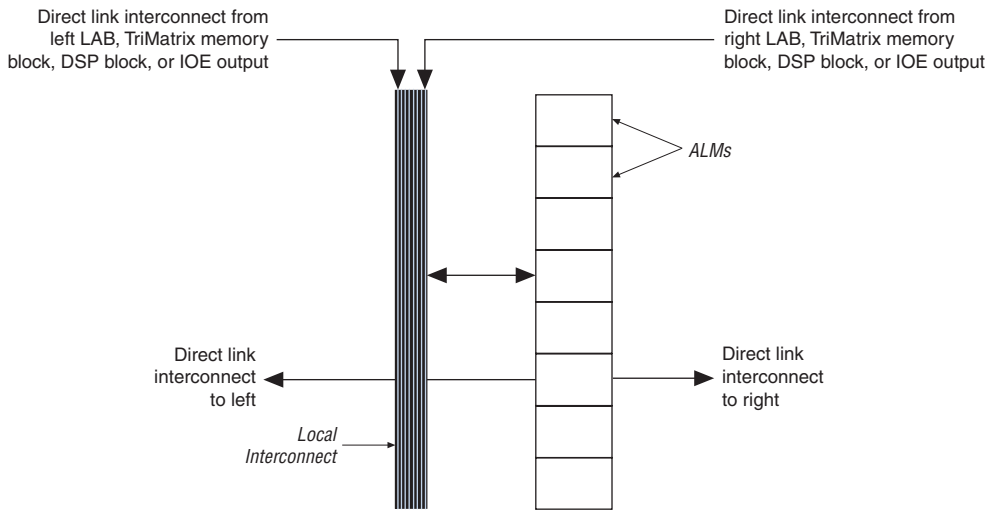 Direct link interconnect from
left LAB, TriMatrix memory
block, DSP block, or IOE output
Direct link interconnect from
right LAB, TriMatrix memory
block, DSP block, or IOE output
ALMs
Direct link
interconnect
to left
Direct link
interconnect
to right
Local
Interconnect